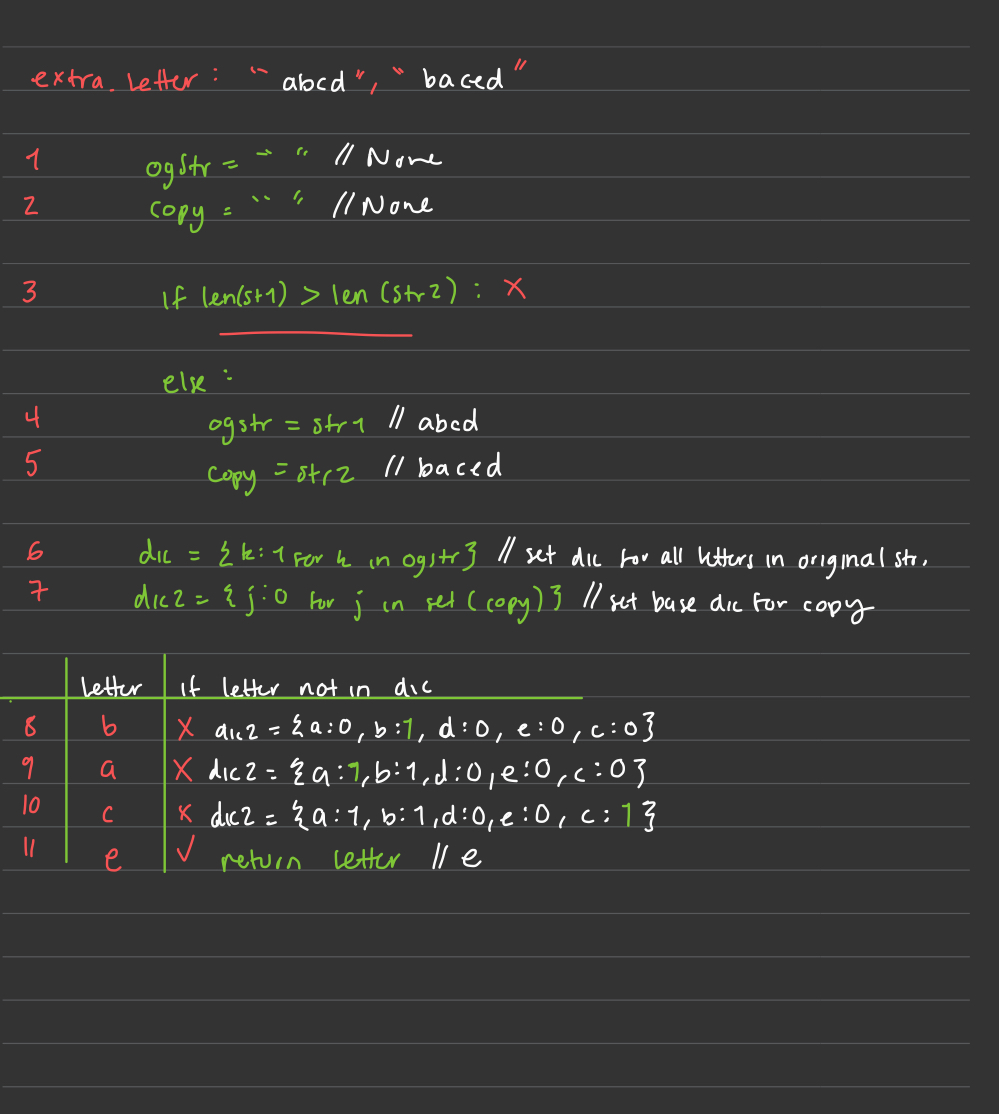 extra. letter : "abcd", "baced"
1 ogStr = " " // None
2 copy = " " // None
3 if len(st1) > len (str2) : X
else :
4 ogstr = str1 // abcd
5 copy = str2 // baced
6 dic = {k:1 for k in ogstr} // set dic for all letters in original str.
7 dic2 = {j:0 for j in set (copy)} // set base dic for copy
letter if letter not in dic
8 b X dic2 = {a:0, b:1, d:0, e:0, c:0}
9 a X dic2 = {a:1, b:1, d:0, e:0, c:0}
10 c X dic2 = {a:1, b:1, d:0, e:0, c:1}
11 e ✓ return letter // e